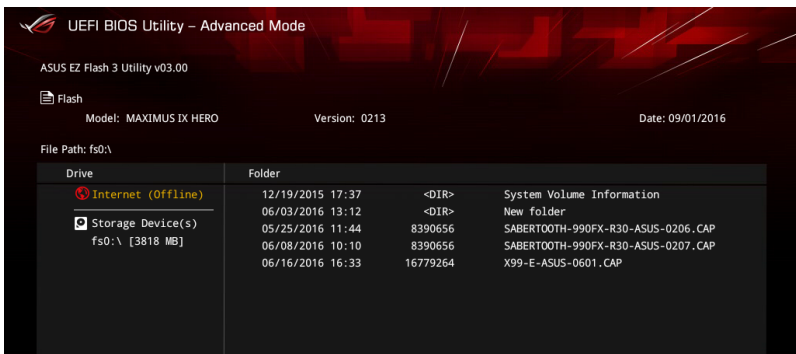 UEFI BIOS Utility – Advanced Mode
ASUS EZ Flash 3 Utility v03.00
Flash
Model: MAXIMUS IX HERO Version: 0213 Date: 09/01/2016
File Path: fs0:\
Drive Folder
Internet (Offline) 12/19/2015 17:37 <DIR> System Volume Information
06/03/2016 13:12 <DIR> New folder
Storage Device(s) 05/25/2016 11:44 8390656 SABERTOOTH-990FX-R30-ASUS-0206.CAP
fs0:\ [3818 MB] 06/08/2016 10:10 8390656 SABERTOOTH-990FX-R30-ASUS-0207.CAP
06/16/2016 16:33 16779264 X99-E-ASUS-0601.CAP